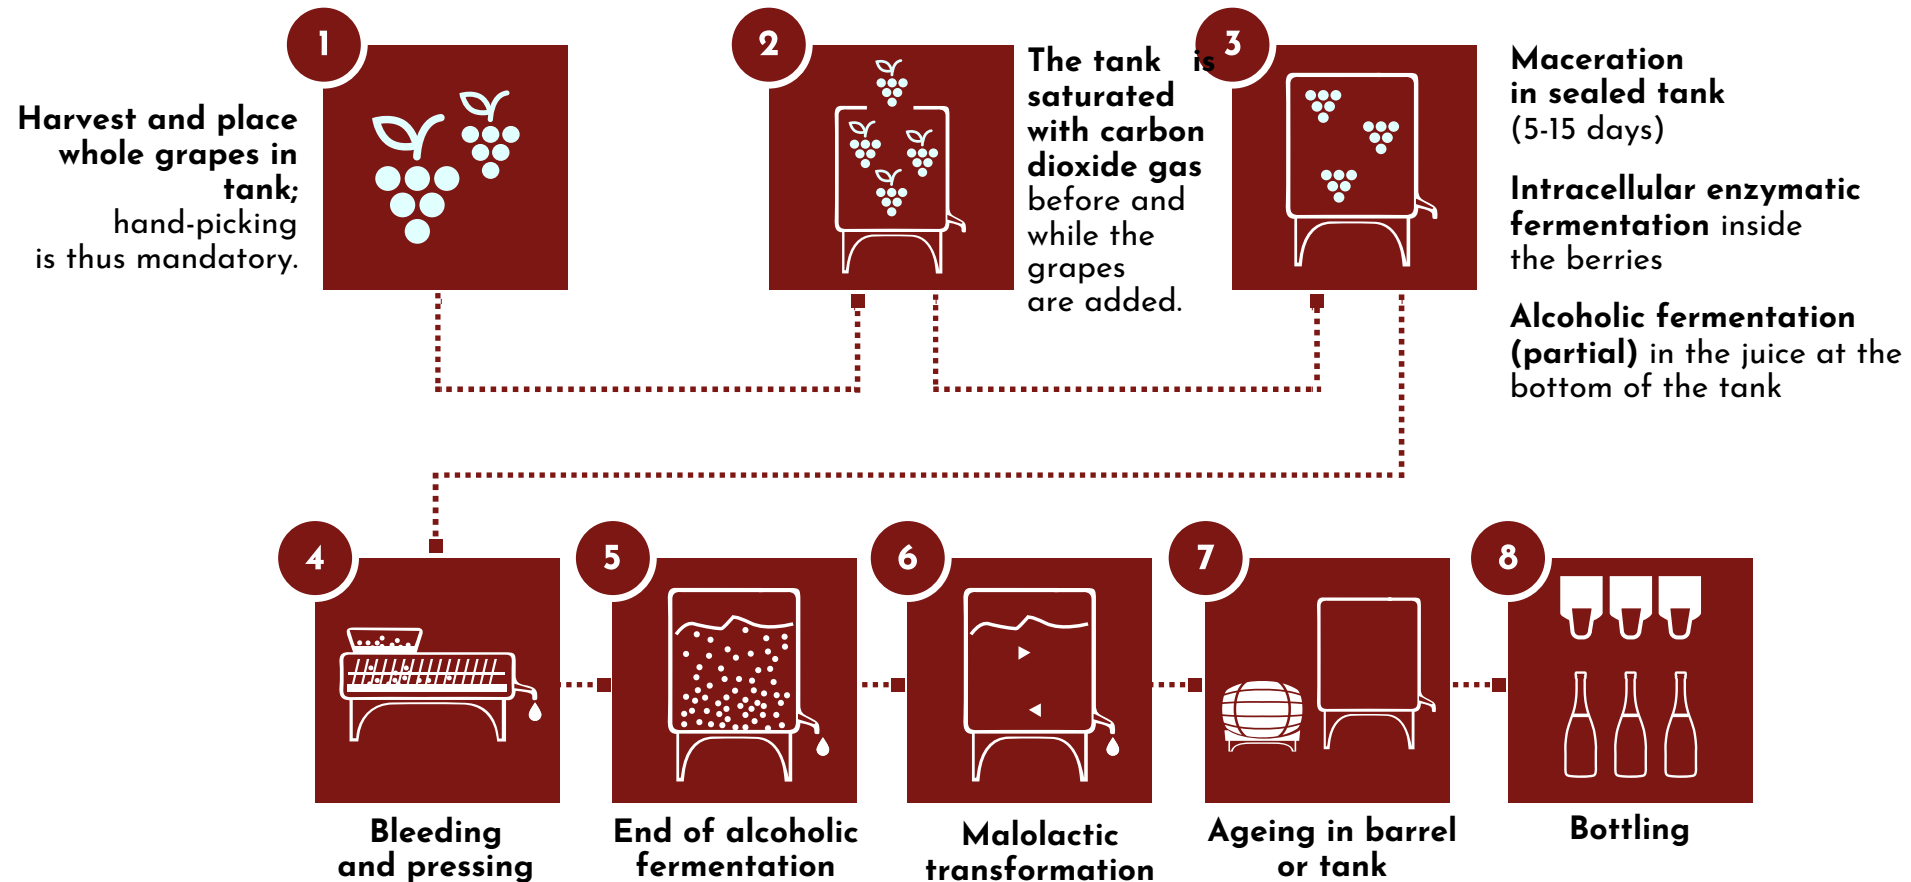 1
Harvest and place
whole grapes in
tank;
hand-picking
is thus mandatory.
2
The tank is
saturated
with carbon
dioxide gas
before and
while the
grapes
are added.
3
Maceration
in sealed tank
(5-15 days)
Intracellular enzymatic
fermentation inside
the berries
Alcoholic fermentation
(partial) in the juice at the
bottom of the tank
4
Bleeding
and pressing
5
End of alcoholic
fermentation
6
Malolactic
transformation
7
Ageing in barrel
or tank
8
Bottling